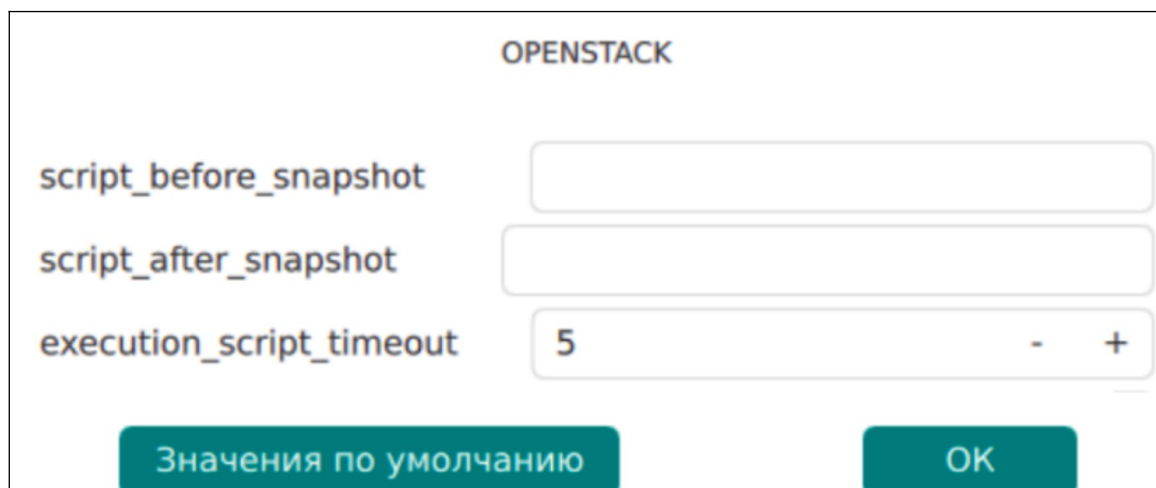 OPENSTACK
script_before_snapshot
script_after_snapshot
execution_script_timeout 5 - +
Значения по умолчанию OK